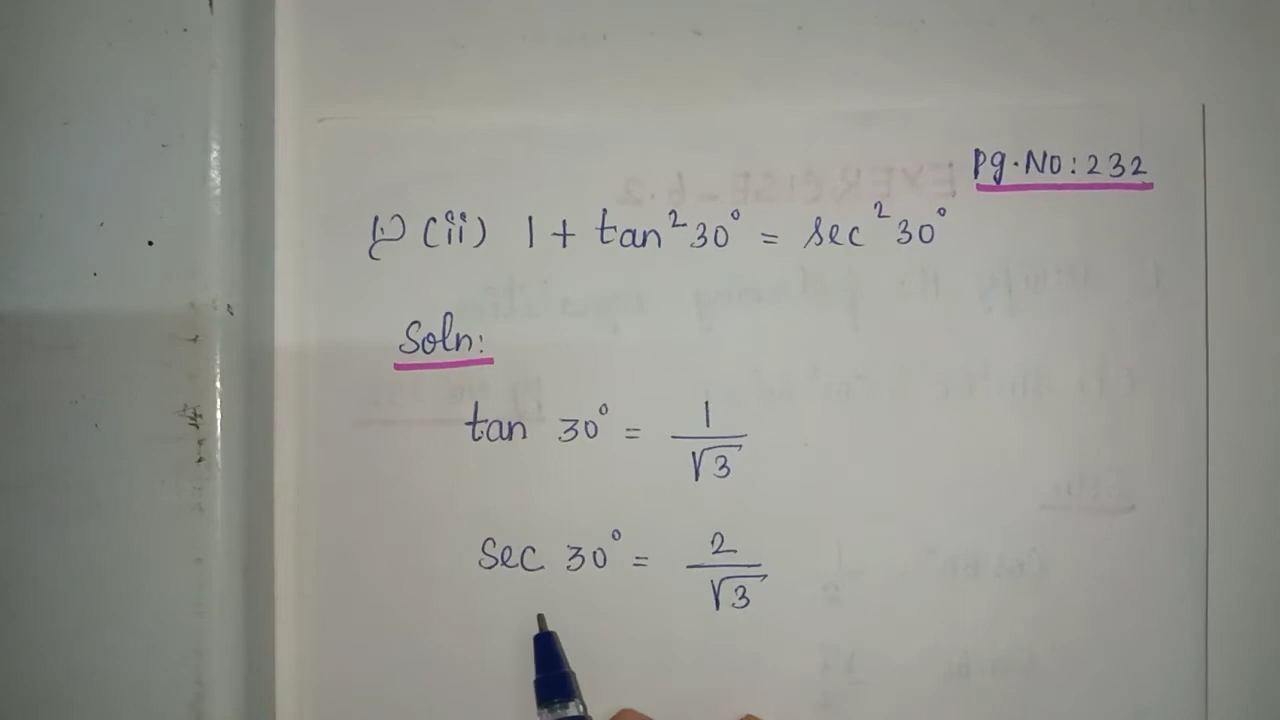 Pg.No:232
1) (ii) 1 + tan²30° = sec²30°
Soln:
tan 30° = 1/√3
sec 30° = 2/√3